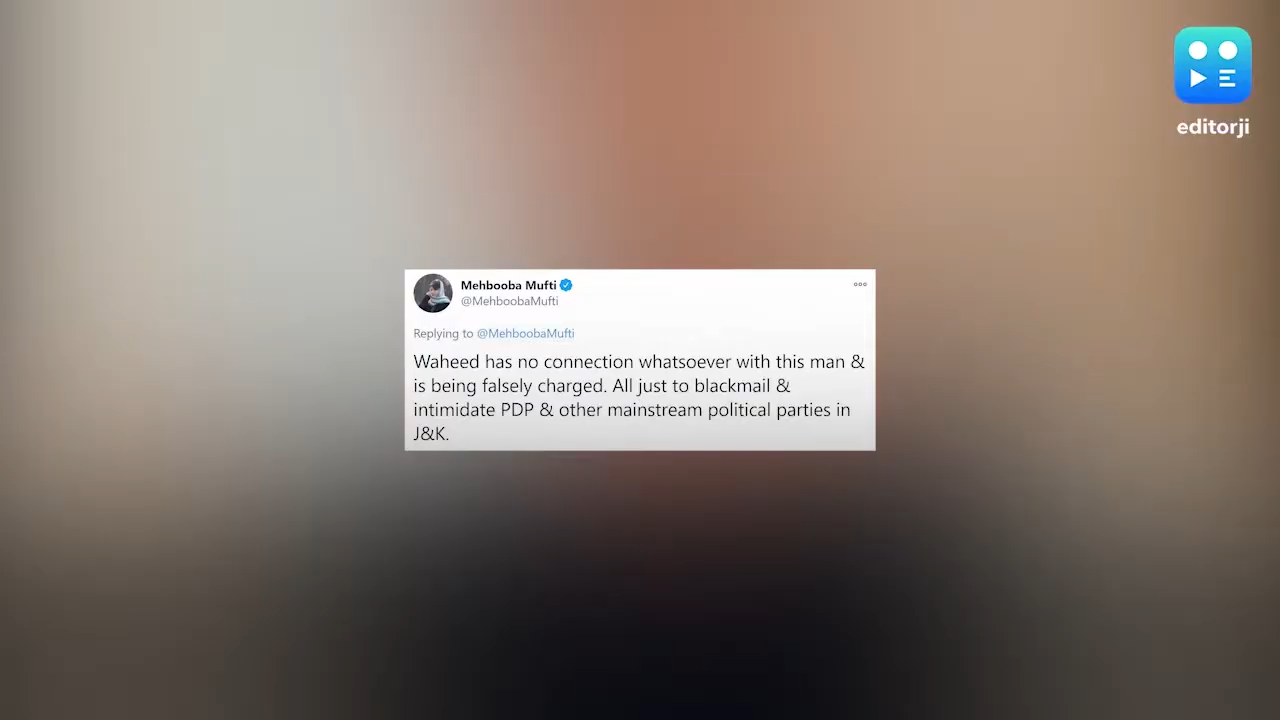 editorji
Mehbooba Mufti
@MehboobaMufti
Replying to @MehboobaMufti
Waheed has no connection whatsoever with this man &
is being falsely charged. All just to blackmail &
intimidate PDP & other mainstream political parties in
J&K.